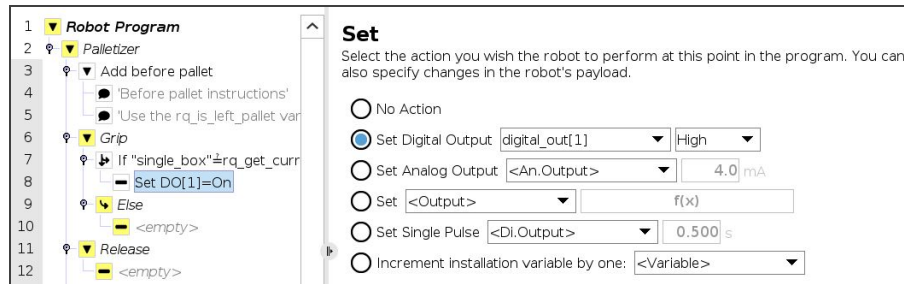 1 Robot Program
2 Palletizer
3 Add before pallet
4 'Before pallet instructions'
5 'Use the rq_is_left_pallet var
6 Grip
7 If "single_box"≟rq_get_curr
8 Set DO[1]=On
9 Else
10 <empty>
11 Release
12 <empty>
Set
Select the action you wish the robot to perform at this point in the program. You can
also specify changes in the robot's payload.
No Action
Set Digital Output digital_out[1] High
Set Analog Output <An.Output> 4.0 mA
Set <Output> f(x)
Set Single Pulse <Di.Output> 0.500 s
Increment installation variable by one: <Variable>